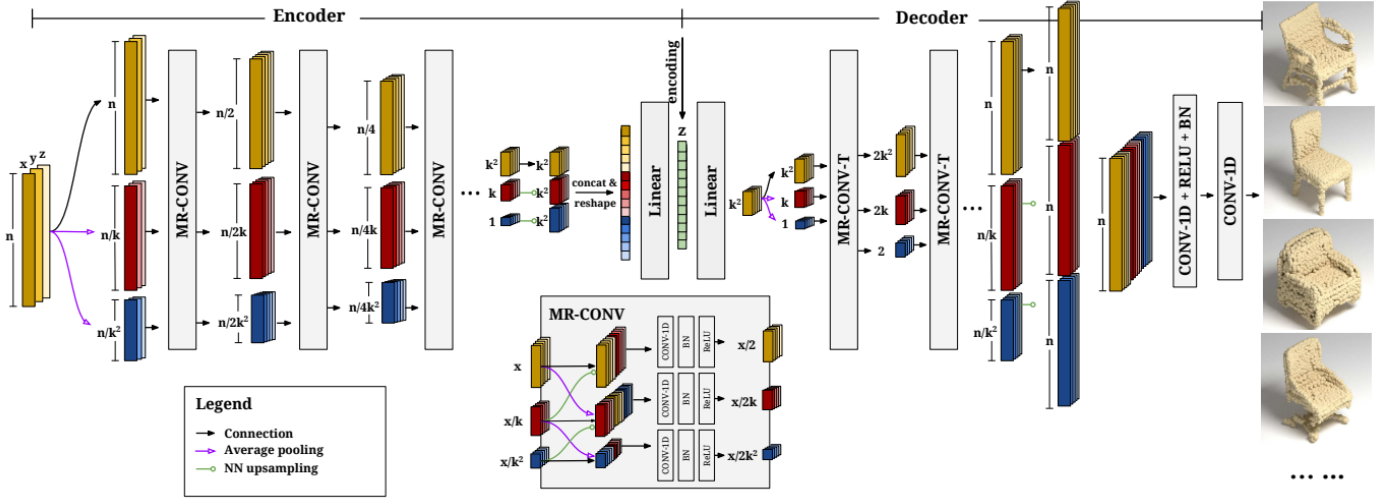 Encoder
Decoder
x y z
n
n
n/k
n/k²
MR-CONV
n/2
n/2k
n/2k²
MR-CONV
n/4
n/4k
n/4k²
MR-CONV
...
k² k²
k k²
1 k²
concat &
reshape
Linear
encoding
z
Linear
k²
k²
k
1
MR-CONV-T
2k²
2k
2
MR-CONV-T
...
n
n/k
n/k²
n
n
n
n
CONV-1D + RELU + BN
CONV-1D
... ...
MR-CONV
x
x/k
x/k²
CONV-1D
BN
ReLU
x/2
CONV-1D
BN
ReLU
x/2k
CONV-1D
BN
ReLU
x/2k²
Legend
Connection
Average pooling
NN upsampling